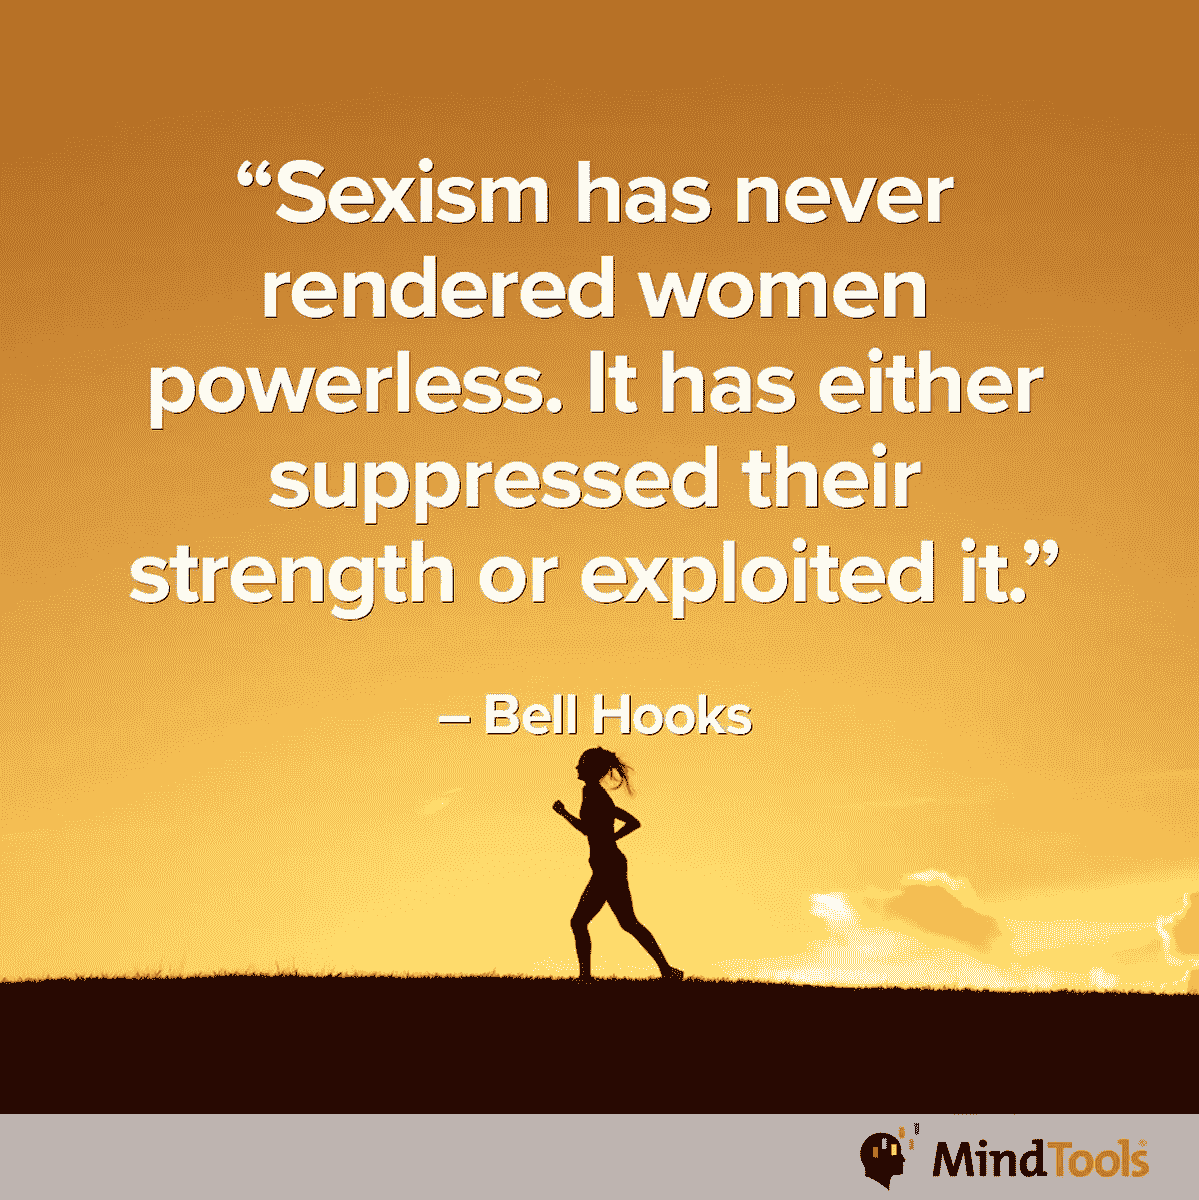 “Sexism has never
rendered women
powerless. It has either
suppressed their
strength or exploited it.”
– Bell Hooks
MindTools